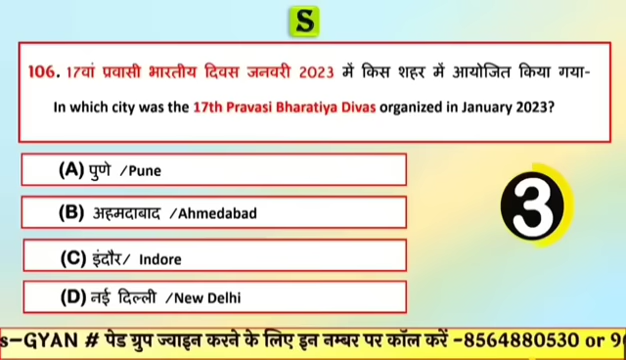 S
106. 17वां प्रवासी भारतीय दिवस जनवरी 2023 में किस शहर में आयोजित किया गया-
In which city was the 17th Pravasi Bharatiya Divas organized in January 2023?
(A) पुणे /Pune
(B) अहमदाबाद /Ahmedabad
(C) इंदौर/ Indore
(D) नई दिल्ली /New Delhi
3
s-GYAN # पेड ग्रुप ज्वाइन करने के लिए इन नम्बर पर कॉल करें -8564880530 or 9